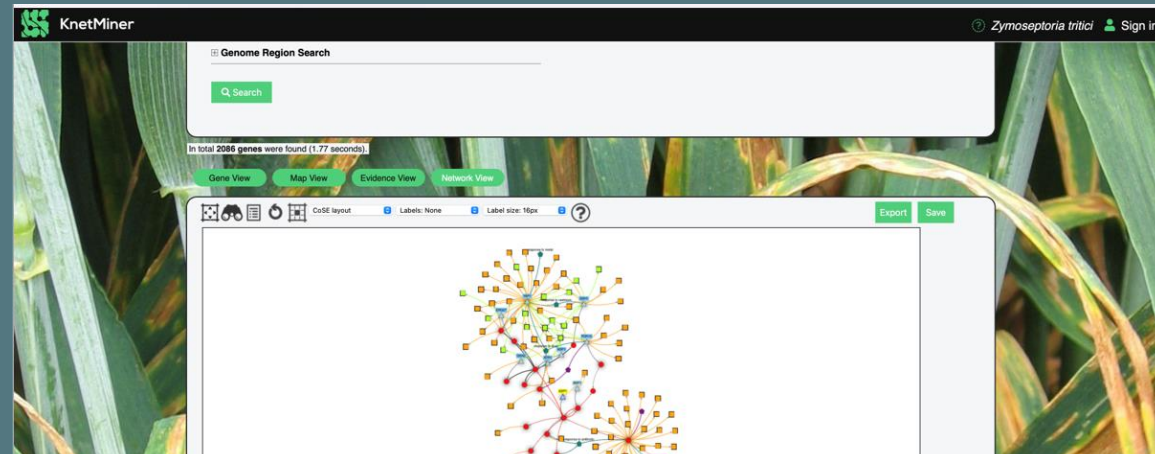 KnetMiner
Zymoseptoria tritici Sign in
Genome Region Search
Search
In total 2086 genes were found (1.77 seconds).
Gene View Map View Evidence View Network View
CoSE layout Labels: None Label size: 16px ? Export Save